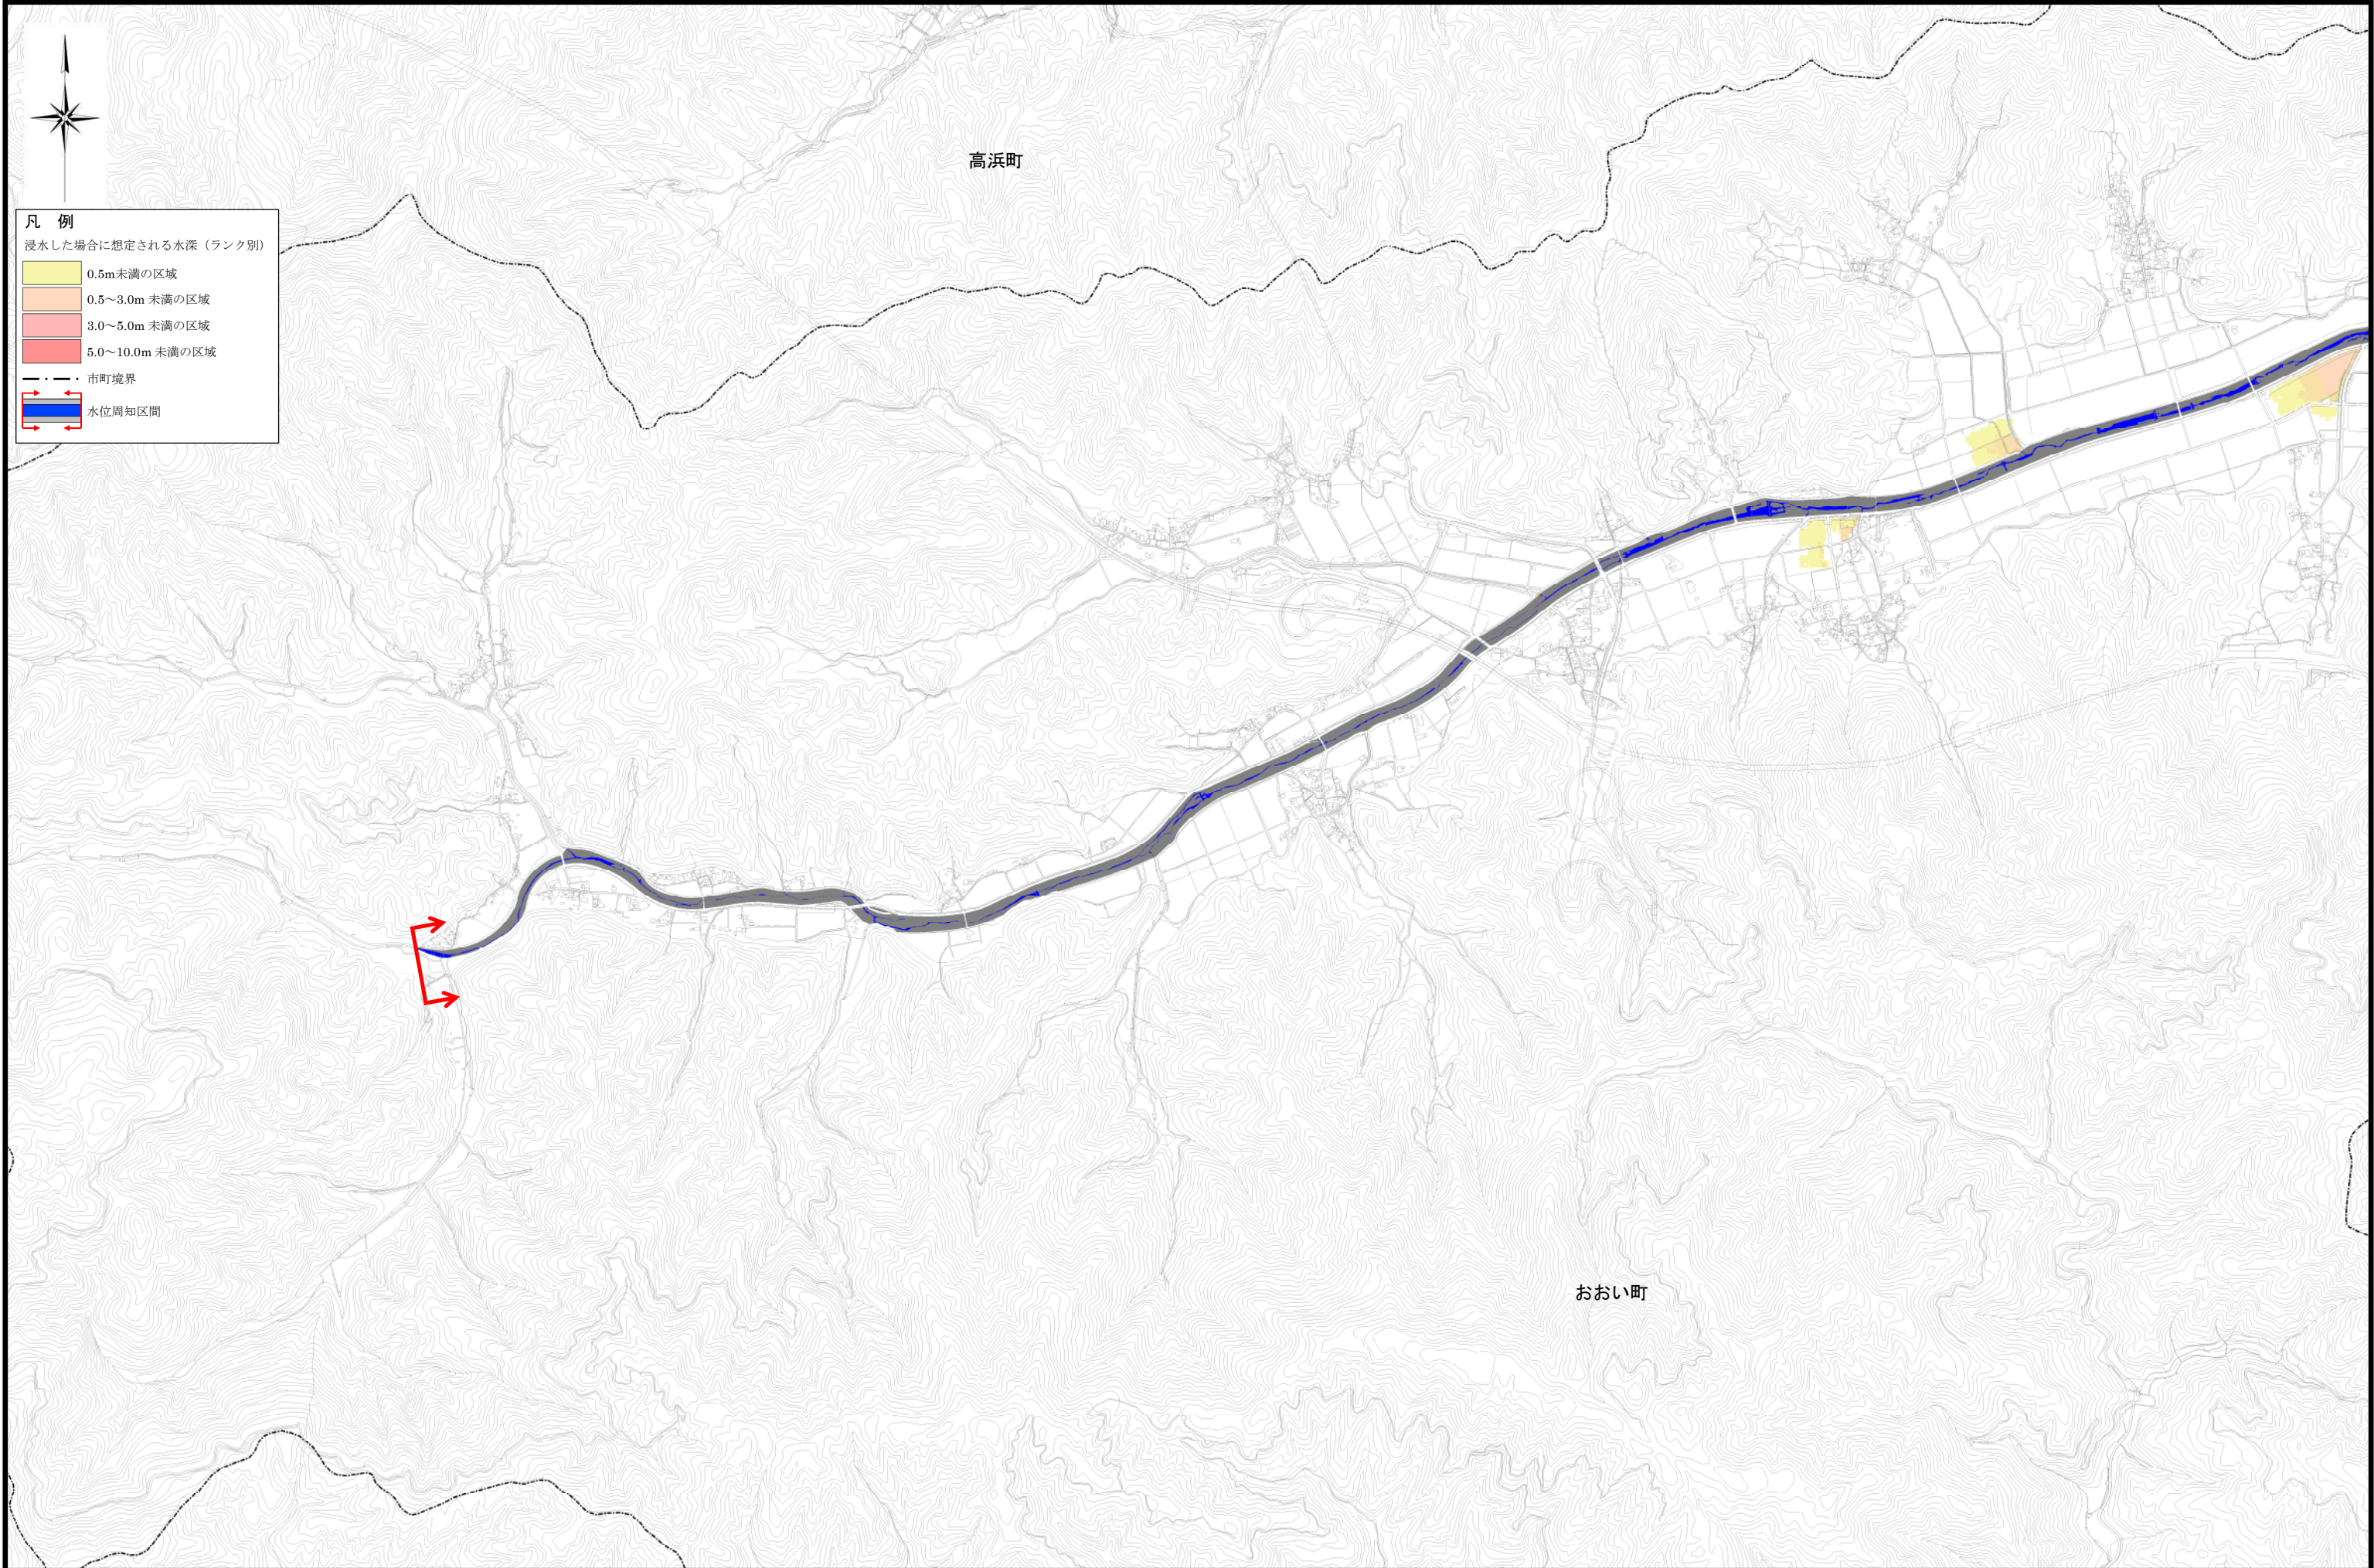 高浜町
凡 例
浸水した場合に想定される水深（ランク別）
0.5m未満の区域
0.5～3.0m 未満の区域
3.0～5.0m 未満の区域
5.0～10.0m 未満の区域
市町境界
水位周知区間
おおい町